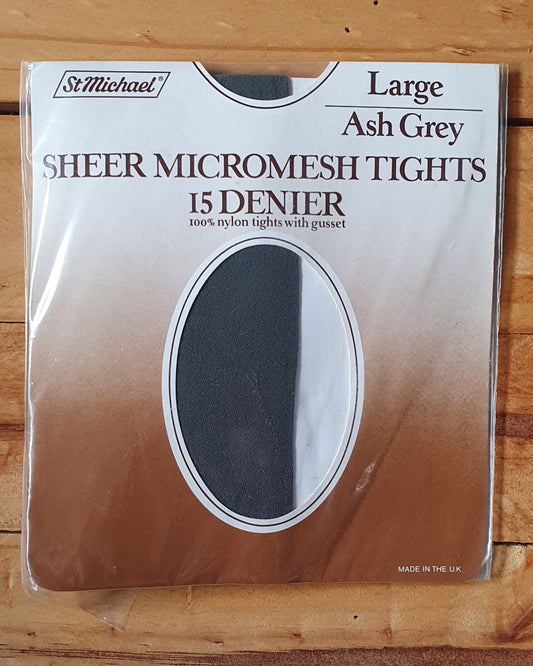 St Michael®
Large
Ash Grey
SHEER MICROMESH TIGHTS
15 DENIER
100% nylon tights with gusset
MADE IN THE U.K.